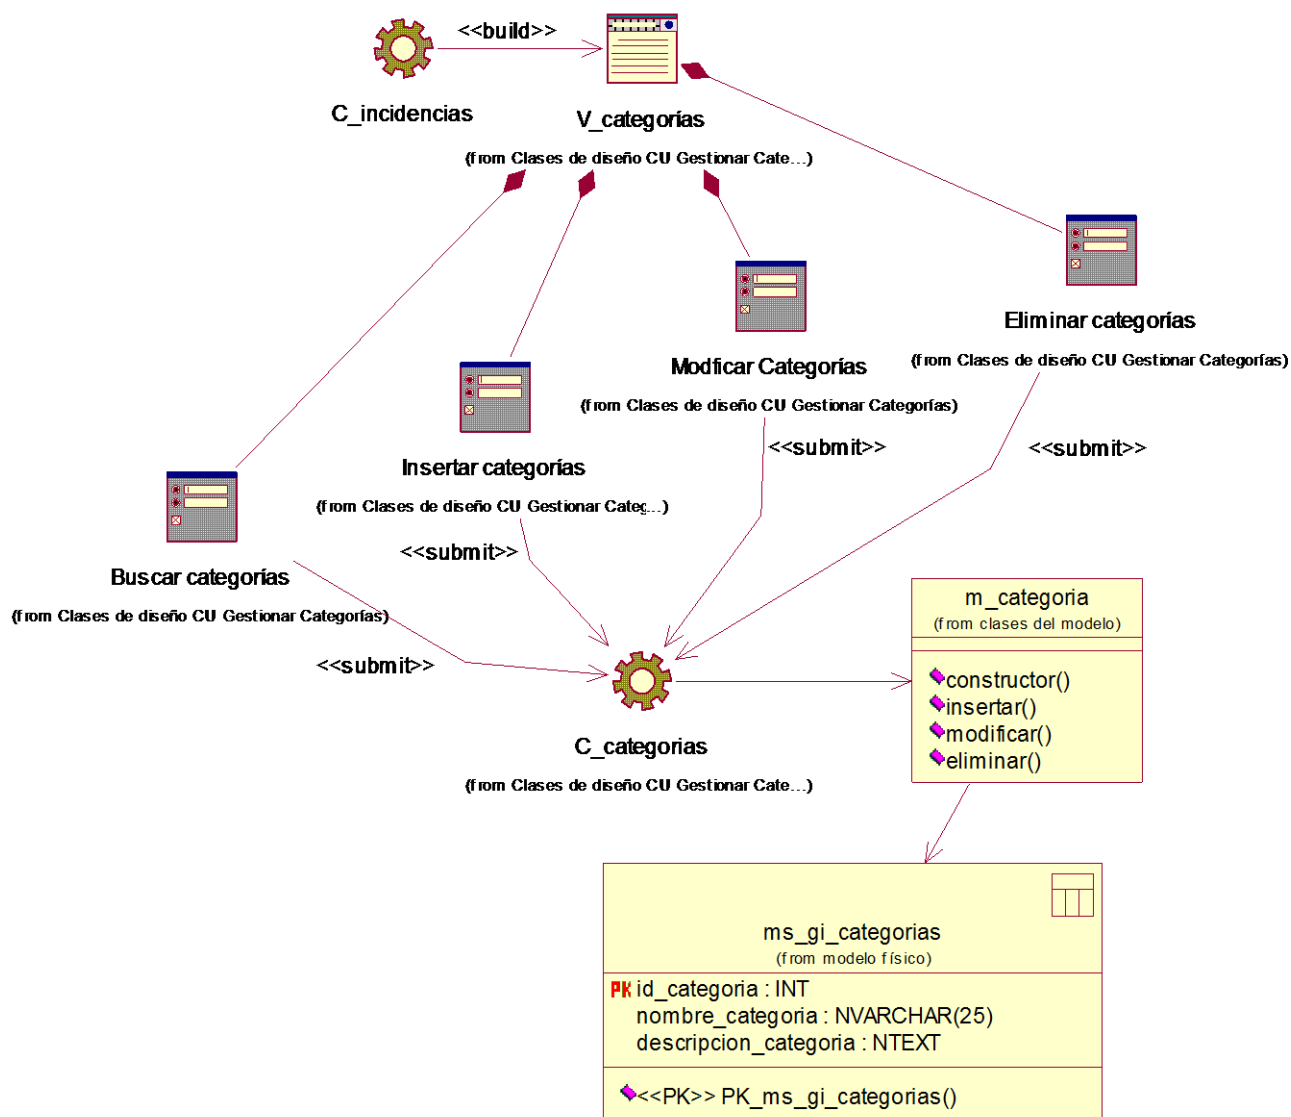 <<build>>
C_incidencias
V_categorías
(from Clases de diseño CU Gestionar Cate...)
Eliminar categorías
(from Clases de diseño CU Gestionar Categorías)
Modficar Categorías
(from Clases de diseño CU Gestionar Categorías)
<<submit>>
<<submit>>
Insertar categorías
(from Clases de diseño CU Gestionar Categ...)
<<submit>>
Buscar categorías
(from Clases de diseño CU Gestionar Categorías)
<<submit>>
m_categoria
(from clases del modelo)
constructor()
insertar()
modificar()
eliminar()
C_categorias
(from Clases de diseño CU Gestionar Cate...)
ms_gi_categorias
(from modelo físico)
PK id_categoria : INT
nombre_categoria : NVARCHAR(25)
descripcion_categoria : NTEXT
<<PK>> PK_ms_gi_categorias()